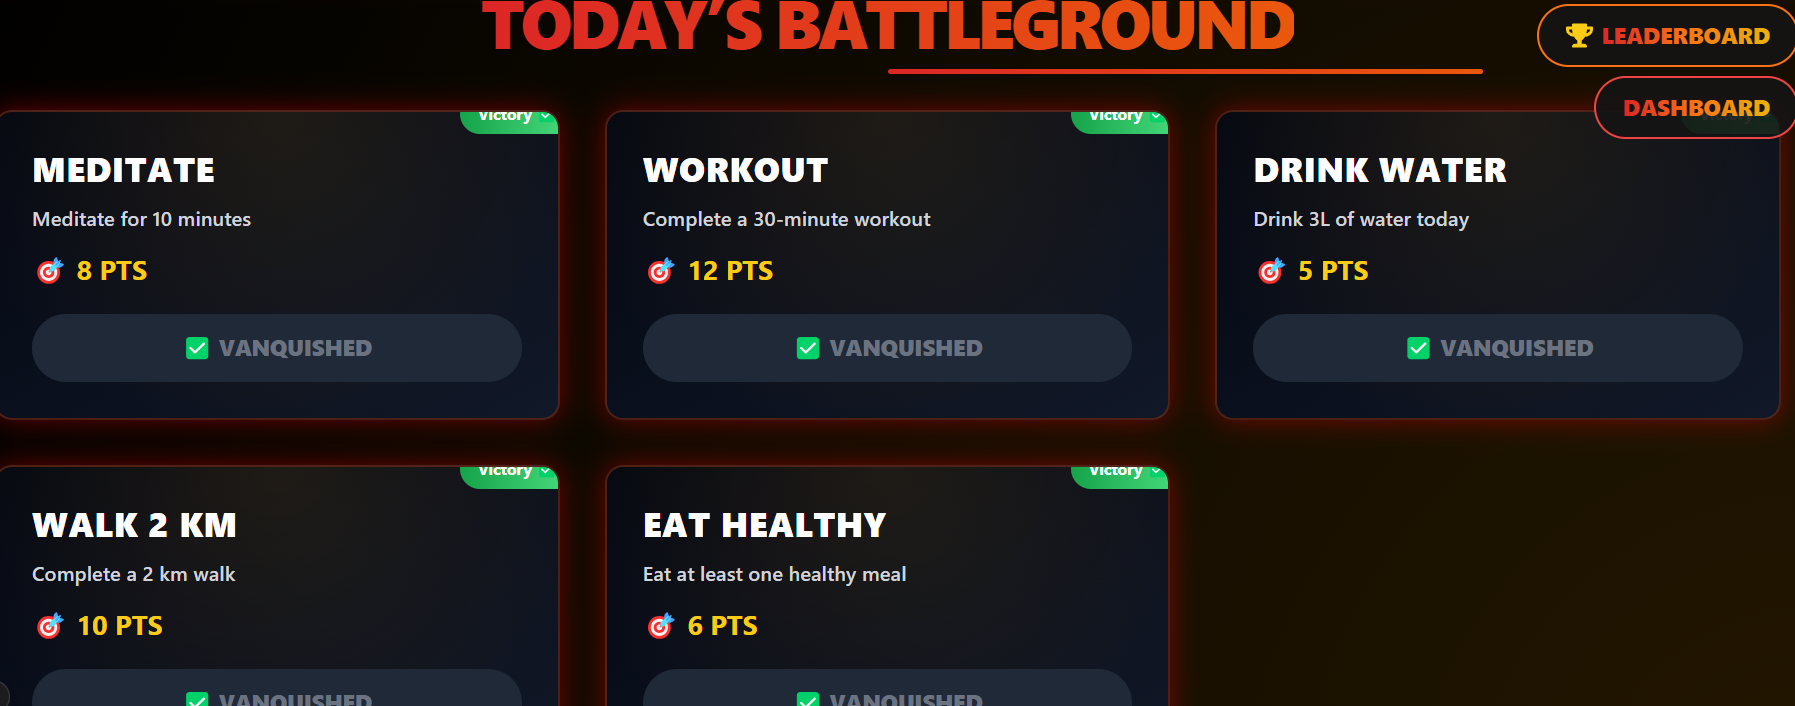 TODAY'S BATTLEGROUND
🏆 LEADERBOARD
DASHBOARD
Victory ✅
MEDITATE
Meditate for 10 minutes
🎯 8 PTS
✅ VANQUISHED
Victory ✅
WORKOUT
Complete a 30-minute workout
🎯 12 PTS
✅ VANQUISHED
DRINK WATER
Drink 3L of water today
🎯 5 PTS
✅ VANQUISHED
Victory ✅
WALK 2 KM
Complete a 2 km walk
🎯 10 PTS
✅ VANQUISHED
Victory ✅
EAT HEALTHY
Eat at least one healthy meal
🎯 6 PTS
✅ VANQUISHED